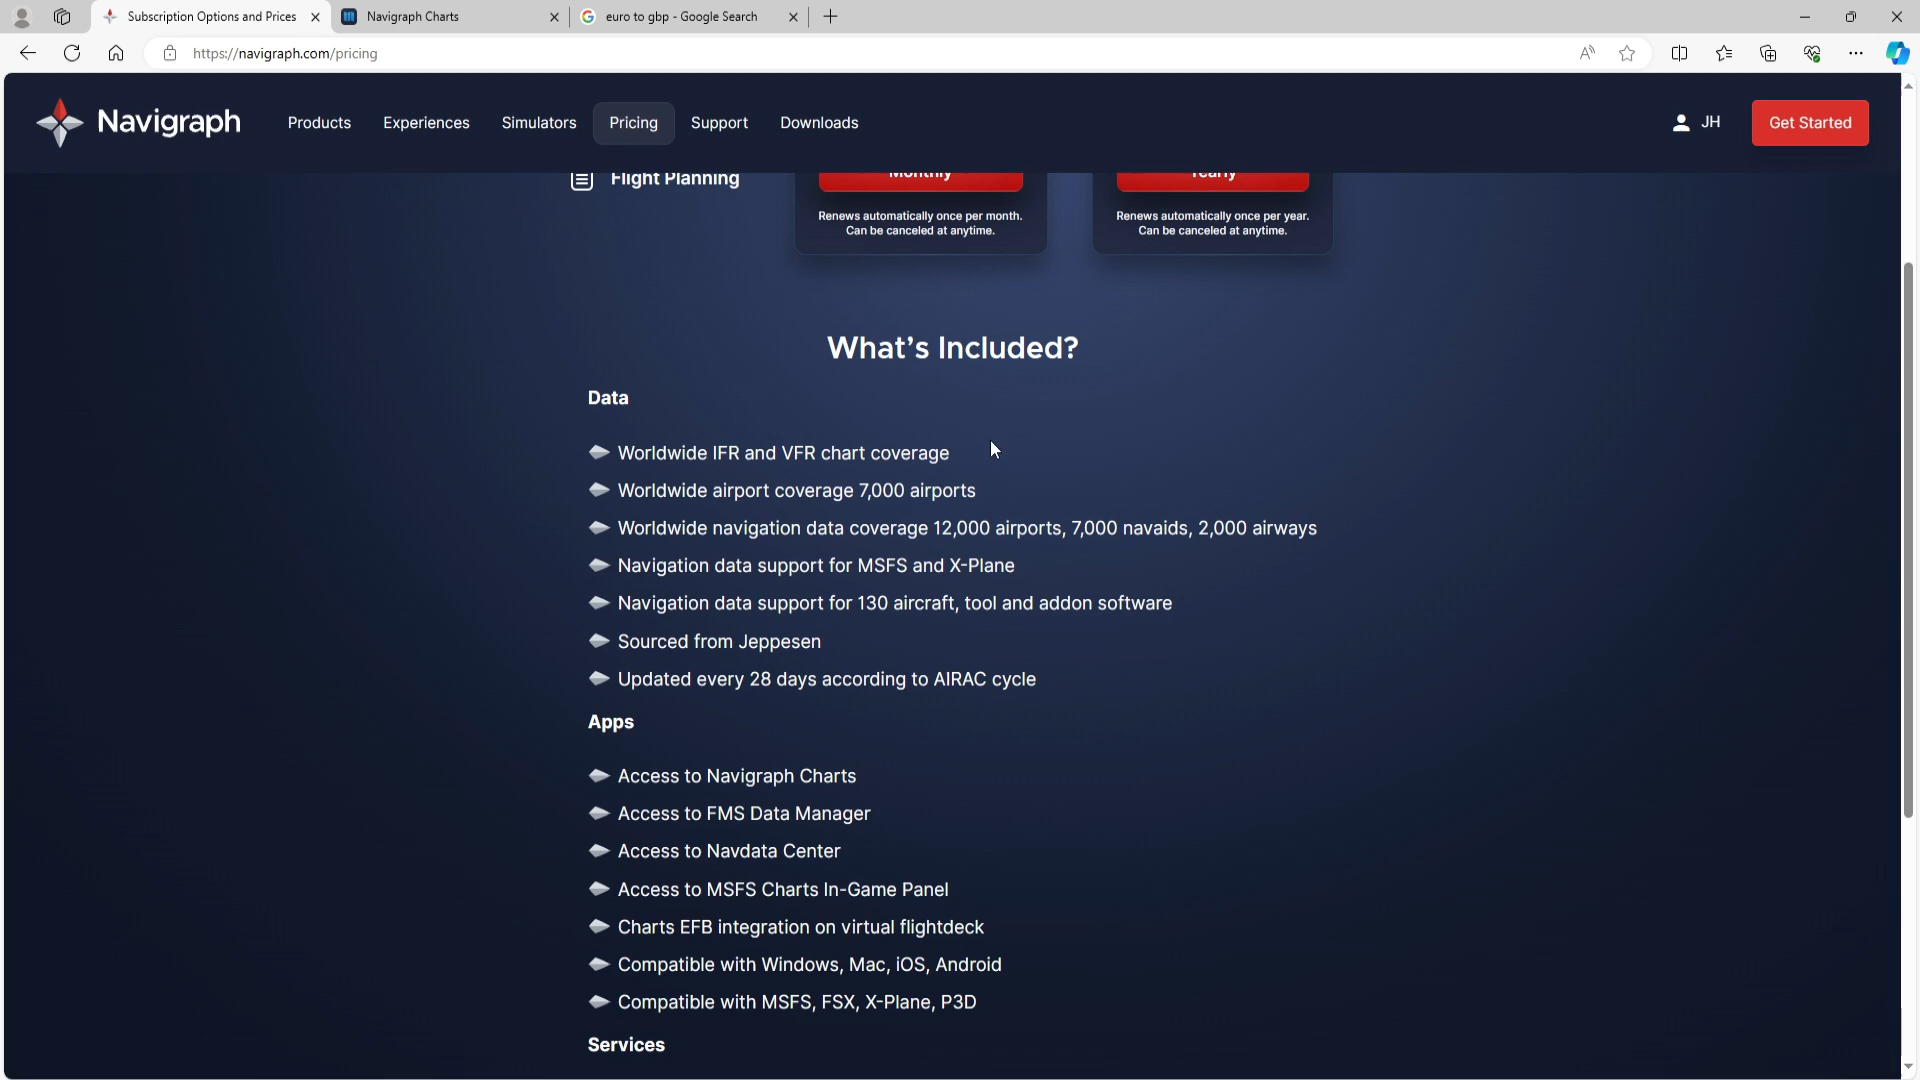 Subscription Options and Prices
Navigraph Charts
euro to gbp - Google Search
https://navigraph.com/pricing
Navigraph
Products
Experiences
Simulators
Pricing
Support
Downloads
JH
Get Started
Flight Planning
Monthly
Yearly
Renews automatically once per month.
Can be canceled at anytime.
Renews automatically once per year.
Can be canceled at anytime.
What's Included?
Data
Worldwide IFR and VFR chart coverage
Worldwide airport coverage 7,000 airports
Worldwide navigation data coverage 12,000 airports, 7,000 navaids, 2,000 airways
Navigation data support for MSFS and X-Plane
Navigation data support for 130 aircraft, tool and addon software
Sourced from Jeppesen
Updated every 28 days according to AIRAC cycle
Apps
Access to Navigraph Charts
Access to FMS Data Manager
Access to Navdata Center
Access to MSFS Charts In-Game Panel
Charts EFB integration on virtual flightdeck
Compatible with Windows, Mac, iOS, Android
Compatible with MSFS, FSX, X-Plane, P3D
Services